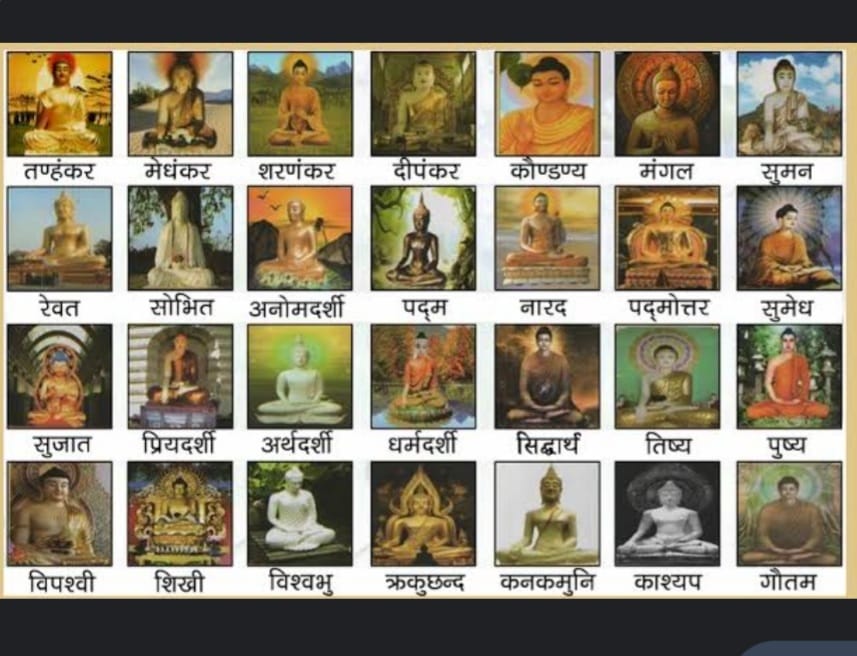 तण्हंकर मेधंकर शरणंकर दीपंकर कौण्डण्य मंगल सुमन
रेवत सोभित अनोमदर्शी पद्म नारद पद्मोत्तर सुमेध
सुजात प्रियदर्शी अर्थदर्शी धर्मदर्शी सिद्धार्थ तिष्य पुष्य
विपश्वी शिखी विश्वभु क्रकुछन्द कनकमुनि काश्यप गौतम